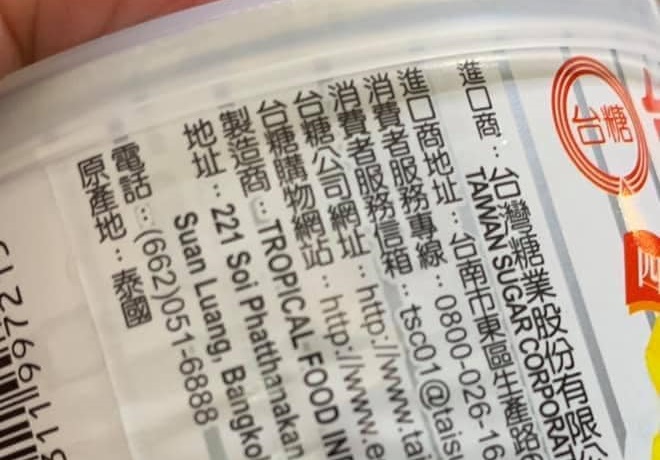 台糖
進口商：台灣糖業股份有限
TAIWAN SUGAR CORPORAT
進口商地址：台南市東區生產路
消費者服務專線：0800-026-16
消費者服務信箱：tsc01@tais
台糖公司網址：http://www.tai
台糖購物網站：http://www.e
製造商：TROPICAL FOOD IN
地址：221 Soi Phatthanakan
Suan Luang, Bangko
電話：(662)051-6888
原產地：泰國